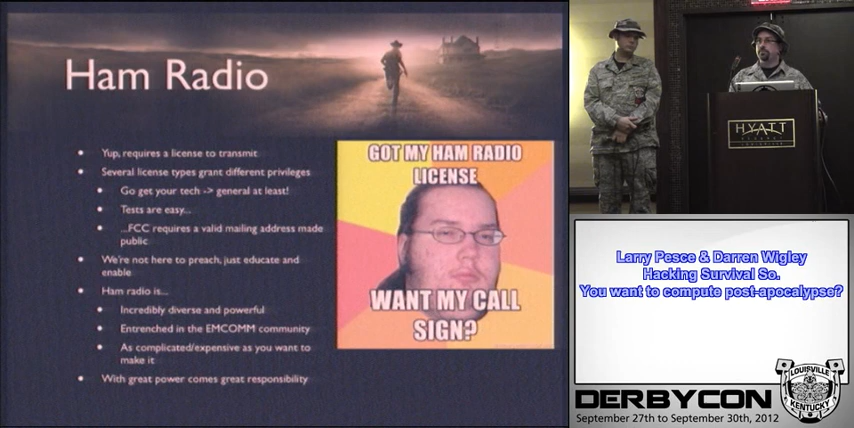 Ham Radio
Yup, requires a license to transmit
Several license types grant different privileges
Go get your tech -> general at least!
Tests are easy...
...FCC requires a valid mailing address made
public
We're not here to preach, just educate and
enable
Ham radio is...
Incredibly diverse and powerful
Entrenched in the EMCOMM community
As complicated/expensive as you want to
make it
With great power comes great responsibility
GOT MY HAM RADIO
LICENSE
WANT MY CALL
SIGN?
HYATT
Larry Pesce & Darren Wigley
Hacking Survival So.
You want to compute post-apocalypse?
DERBYCON
September 27th to September 30th, 2012
LOUISVILLE
KENTUCKY